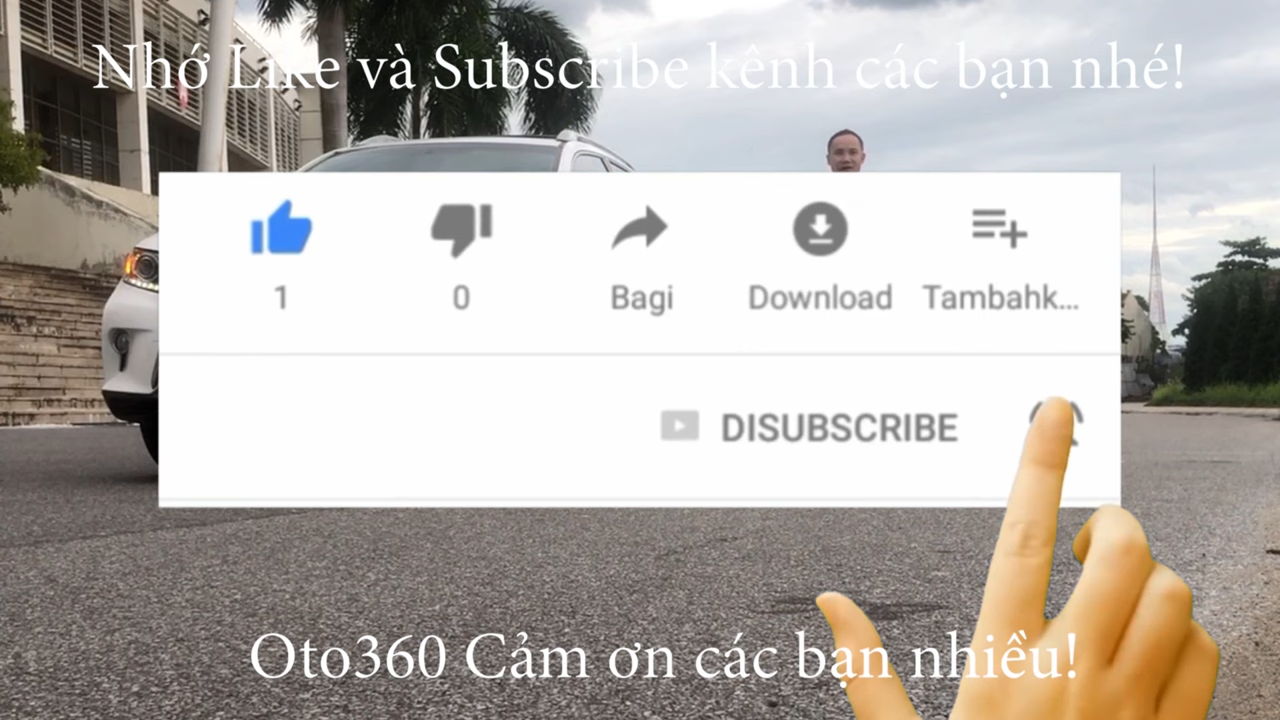 Nhớ Like và Subscribe kênh các bạn nhé!
1 0 Bagi Download Tambahk...
DISUBSCRIBE
Oto360 Cảm ơn các bạn nhiều!